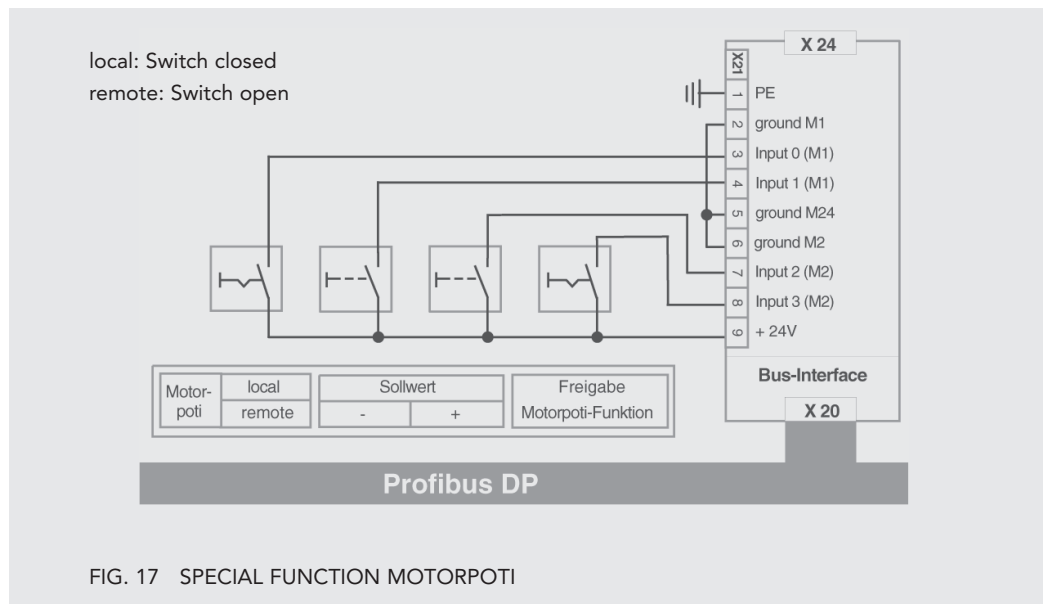 local: Switch closed
remote: Switch open
X 24
X21
1 PE
2 ground M1
3 Input 0 (M1)
4 Input 1 (M1)
5 ground M24
6 ground M2
7 Input 2 (M2)
8 Input 3 (M2)
9 + 24V
Bus-Interface
X 20
Motor-
poti
local
remote
Sollwert
- +
Freigabe
Motorpoti-Funktion
Profibus DP
FIG. 17 SPECIAL FUNCTION MOTORPOTI